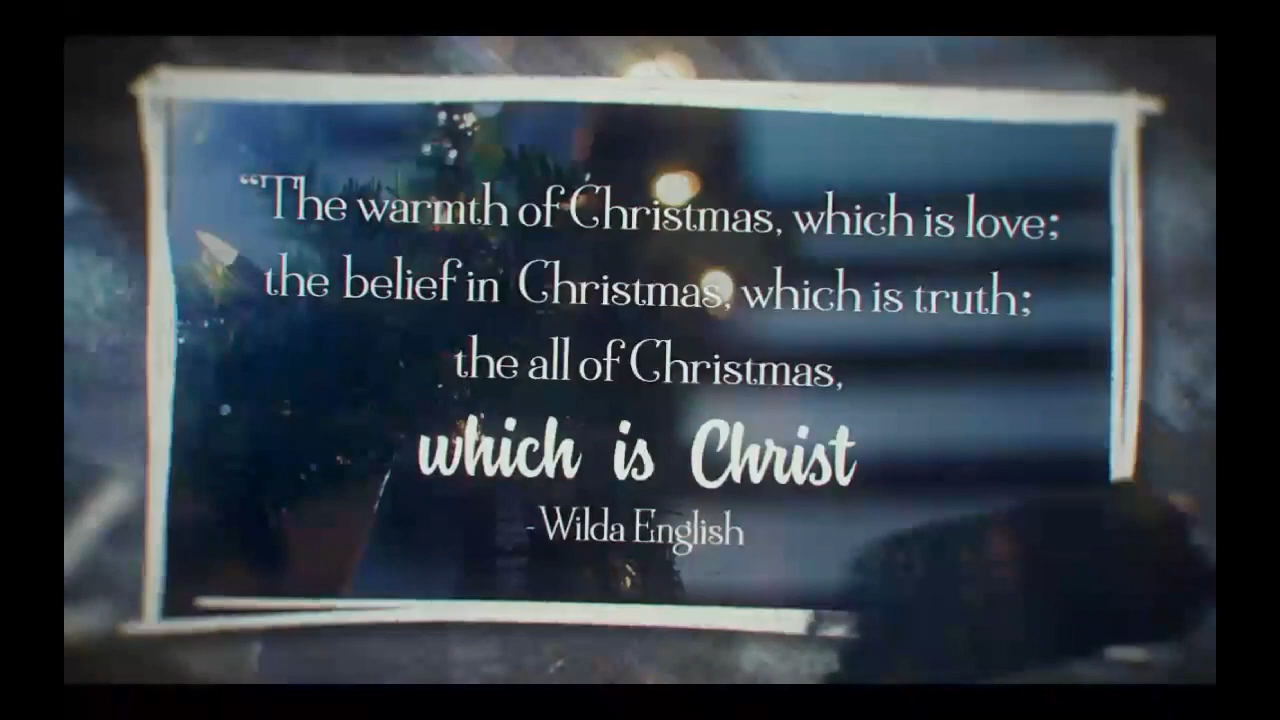 “The warmth of Christmas, which is love;
the belief in Christmas, which is truth;
the all of Christmas,
which is Christ
-Wilda English